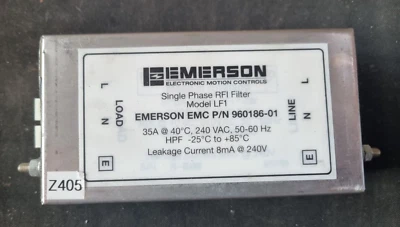 EMERSON
ELECTRONIC MOTION CONTROLS
Single Phase RFI Filter
Model LF1
EMERSON EMC P/N 960186-01
35A @ 40°C, 240 VAC, 50-60 Hz
HPF -25°C to +85°C
Leakage Current 8mA @ 240V
L
LOAD
N
E
L
LINE
N
E
Z405